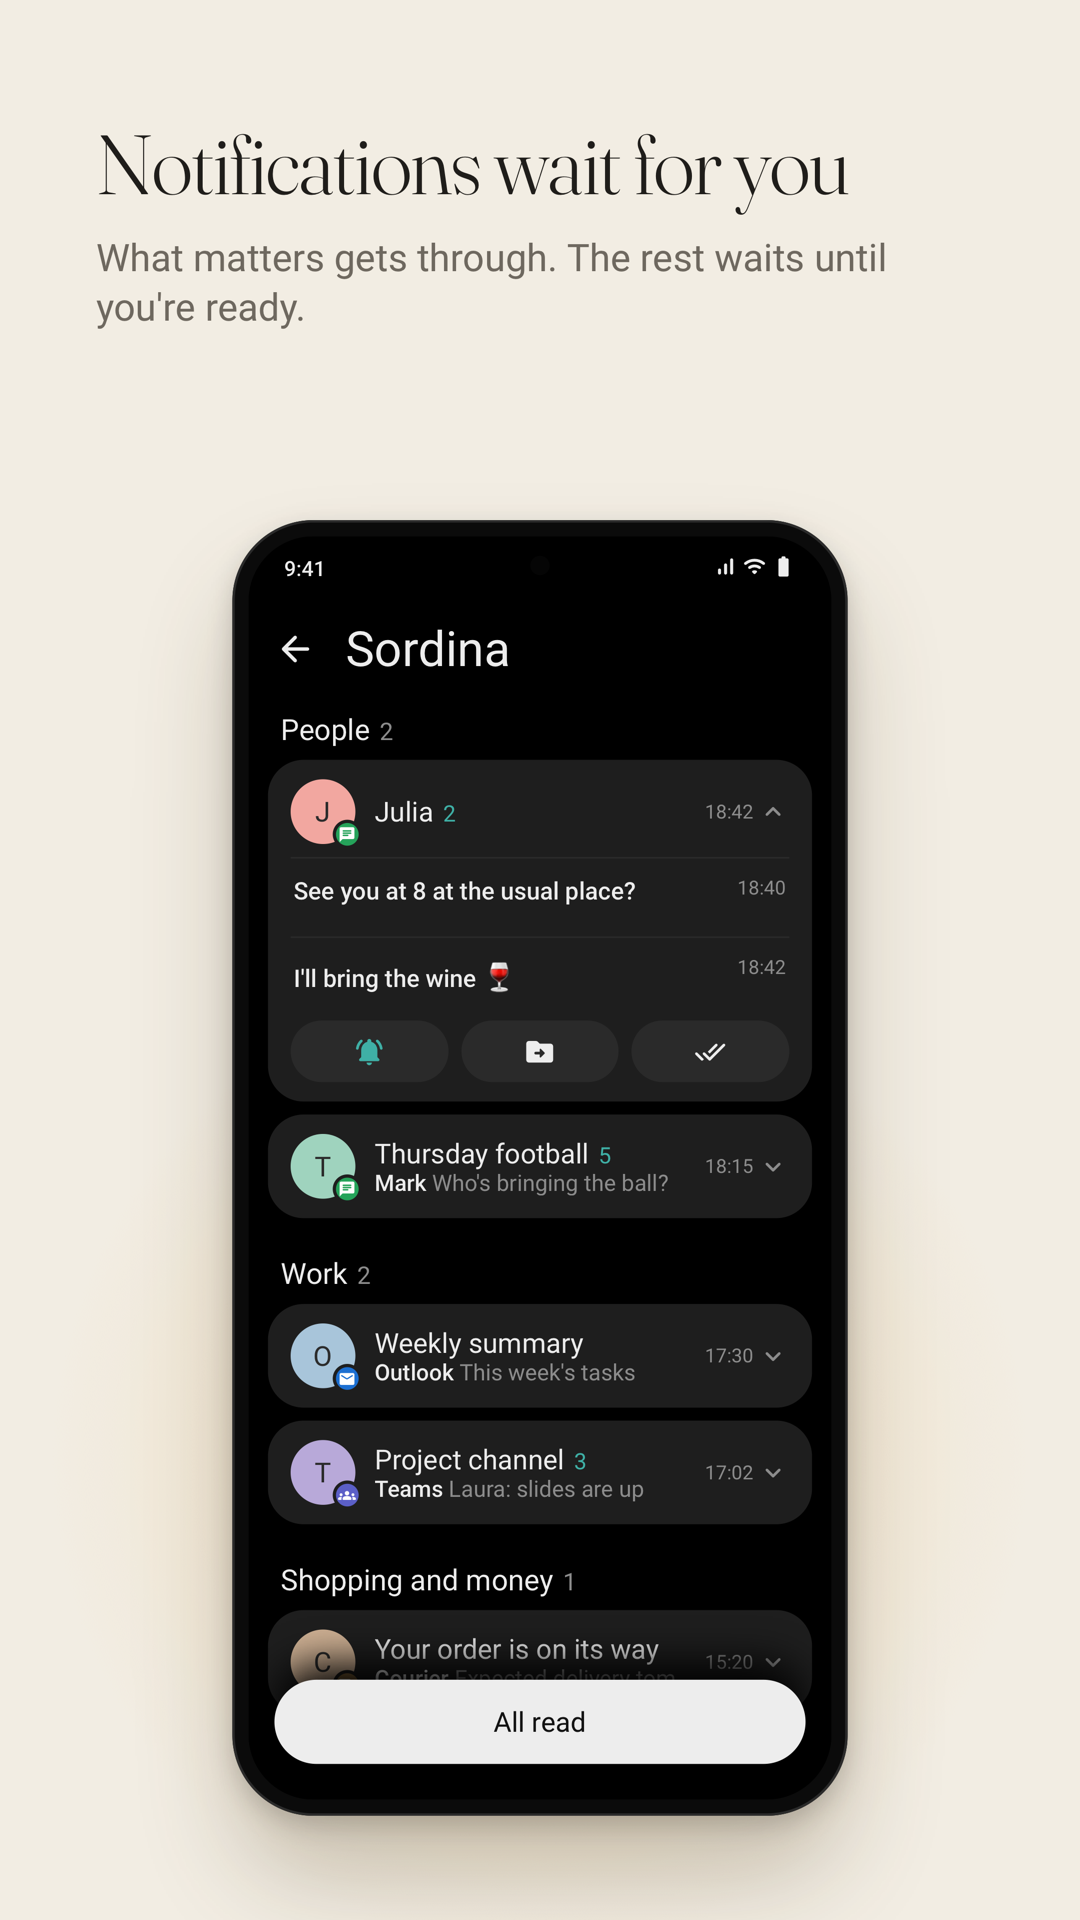 Notifications wait for you
What matters gets through. The rest waits until
you're ready.
9:41
Sordina
People 2
J
Julia 2
18:42
See you at 8 at the usual place?
18:40
I'll bring the wine 🍷
18:42
T
Thursday football 5
Mark Who's bringing the ball?
18:15
Work 2
O
Weekly summary
Outlook This week's tasks
17:30
T
Project channel 3
Teams Laura: slides are up
17:02
Shopping and money 1
C
Your order is on its way
Courier Expected delivery tom
15:20
All read